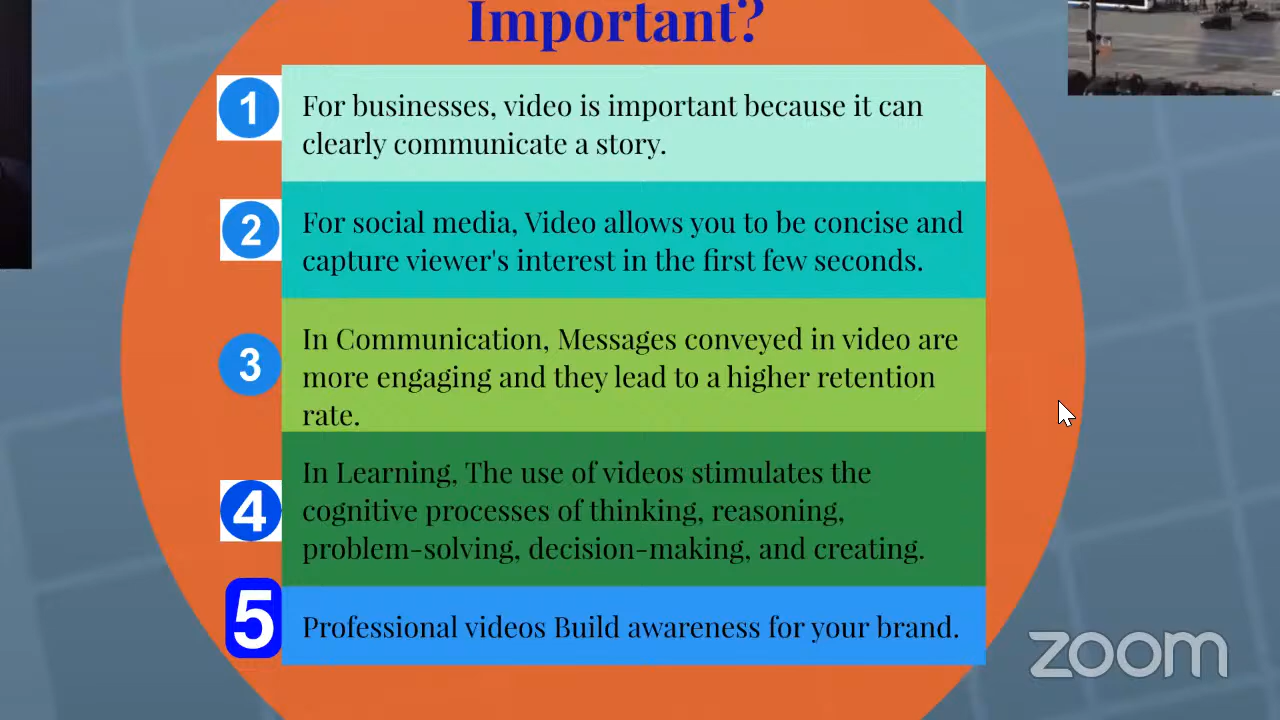 Important?
1
For businesses, video is important because it can
clearly communicate a story.
2
For social media, Video allows you to be concise and
capture viewer's interest in the first few seconds.
3
In Communication, Messages conveyed in video are
more engaging and they lead to a higher retention
rate.
4
In Learning, The use of videos stimulates the
cognitive processes of thinking, reasoning,
problem-solving, decision-making, and creating.
5
Professional videos Build awareness for your brand.
zoom